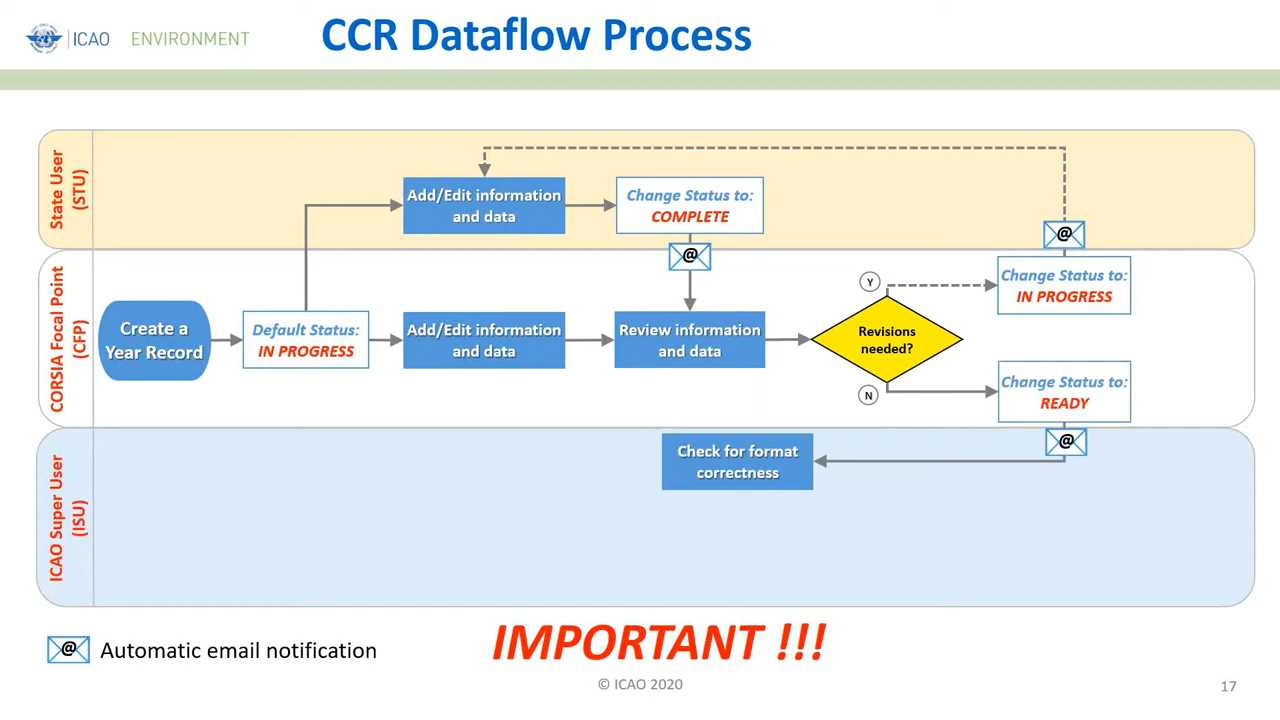 ICAO ENVIRONMENT
CCR Dataflow Process
State User
(STU)
Add/Edit information
and data
Change Status to:
COMPLETE
@
@
CORSIA Focal Point
(CFP)
Create a
Year Record
Default Status:
IN PROGRESS
Add/Edit information
and data
Review information
and data
Y
Revisions
needed?
N
Change Status to:
IN PROGRESS
Change Status to:
READY
@
ICAO Super User
(ISU)
Check for format
correctness
@ Automatic email notification
IMPORTANT !!!
© ICAO 2020
17